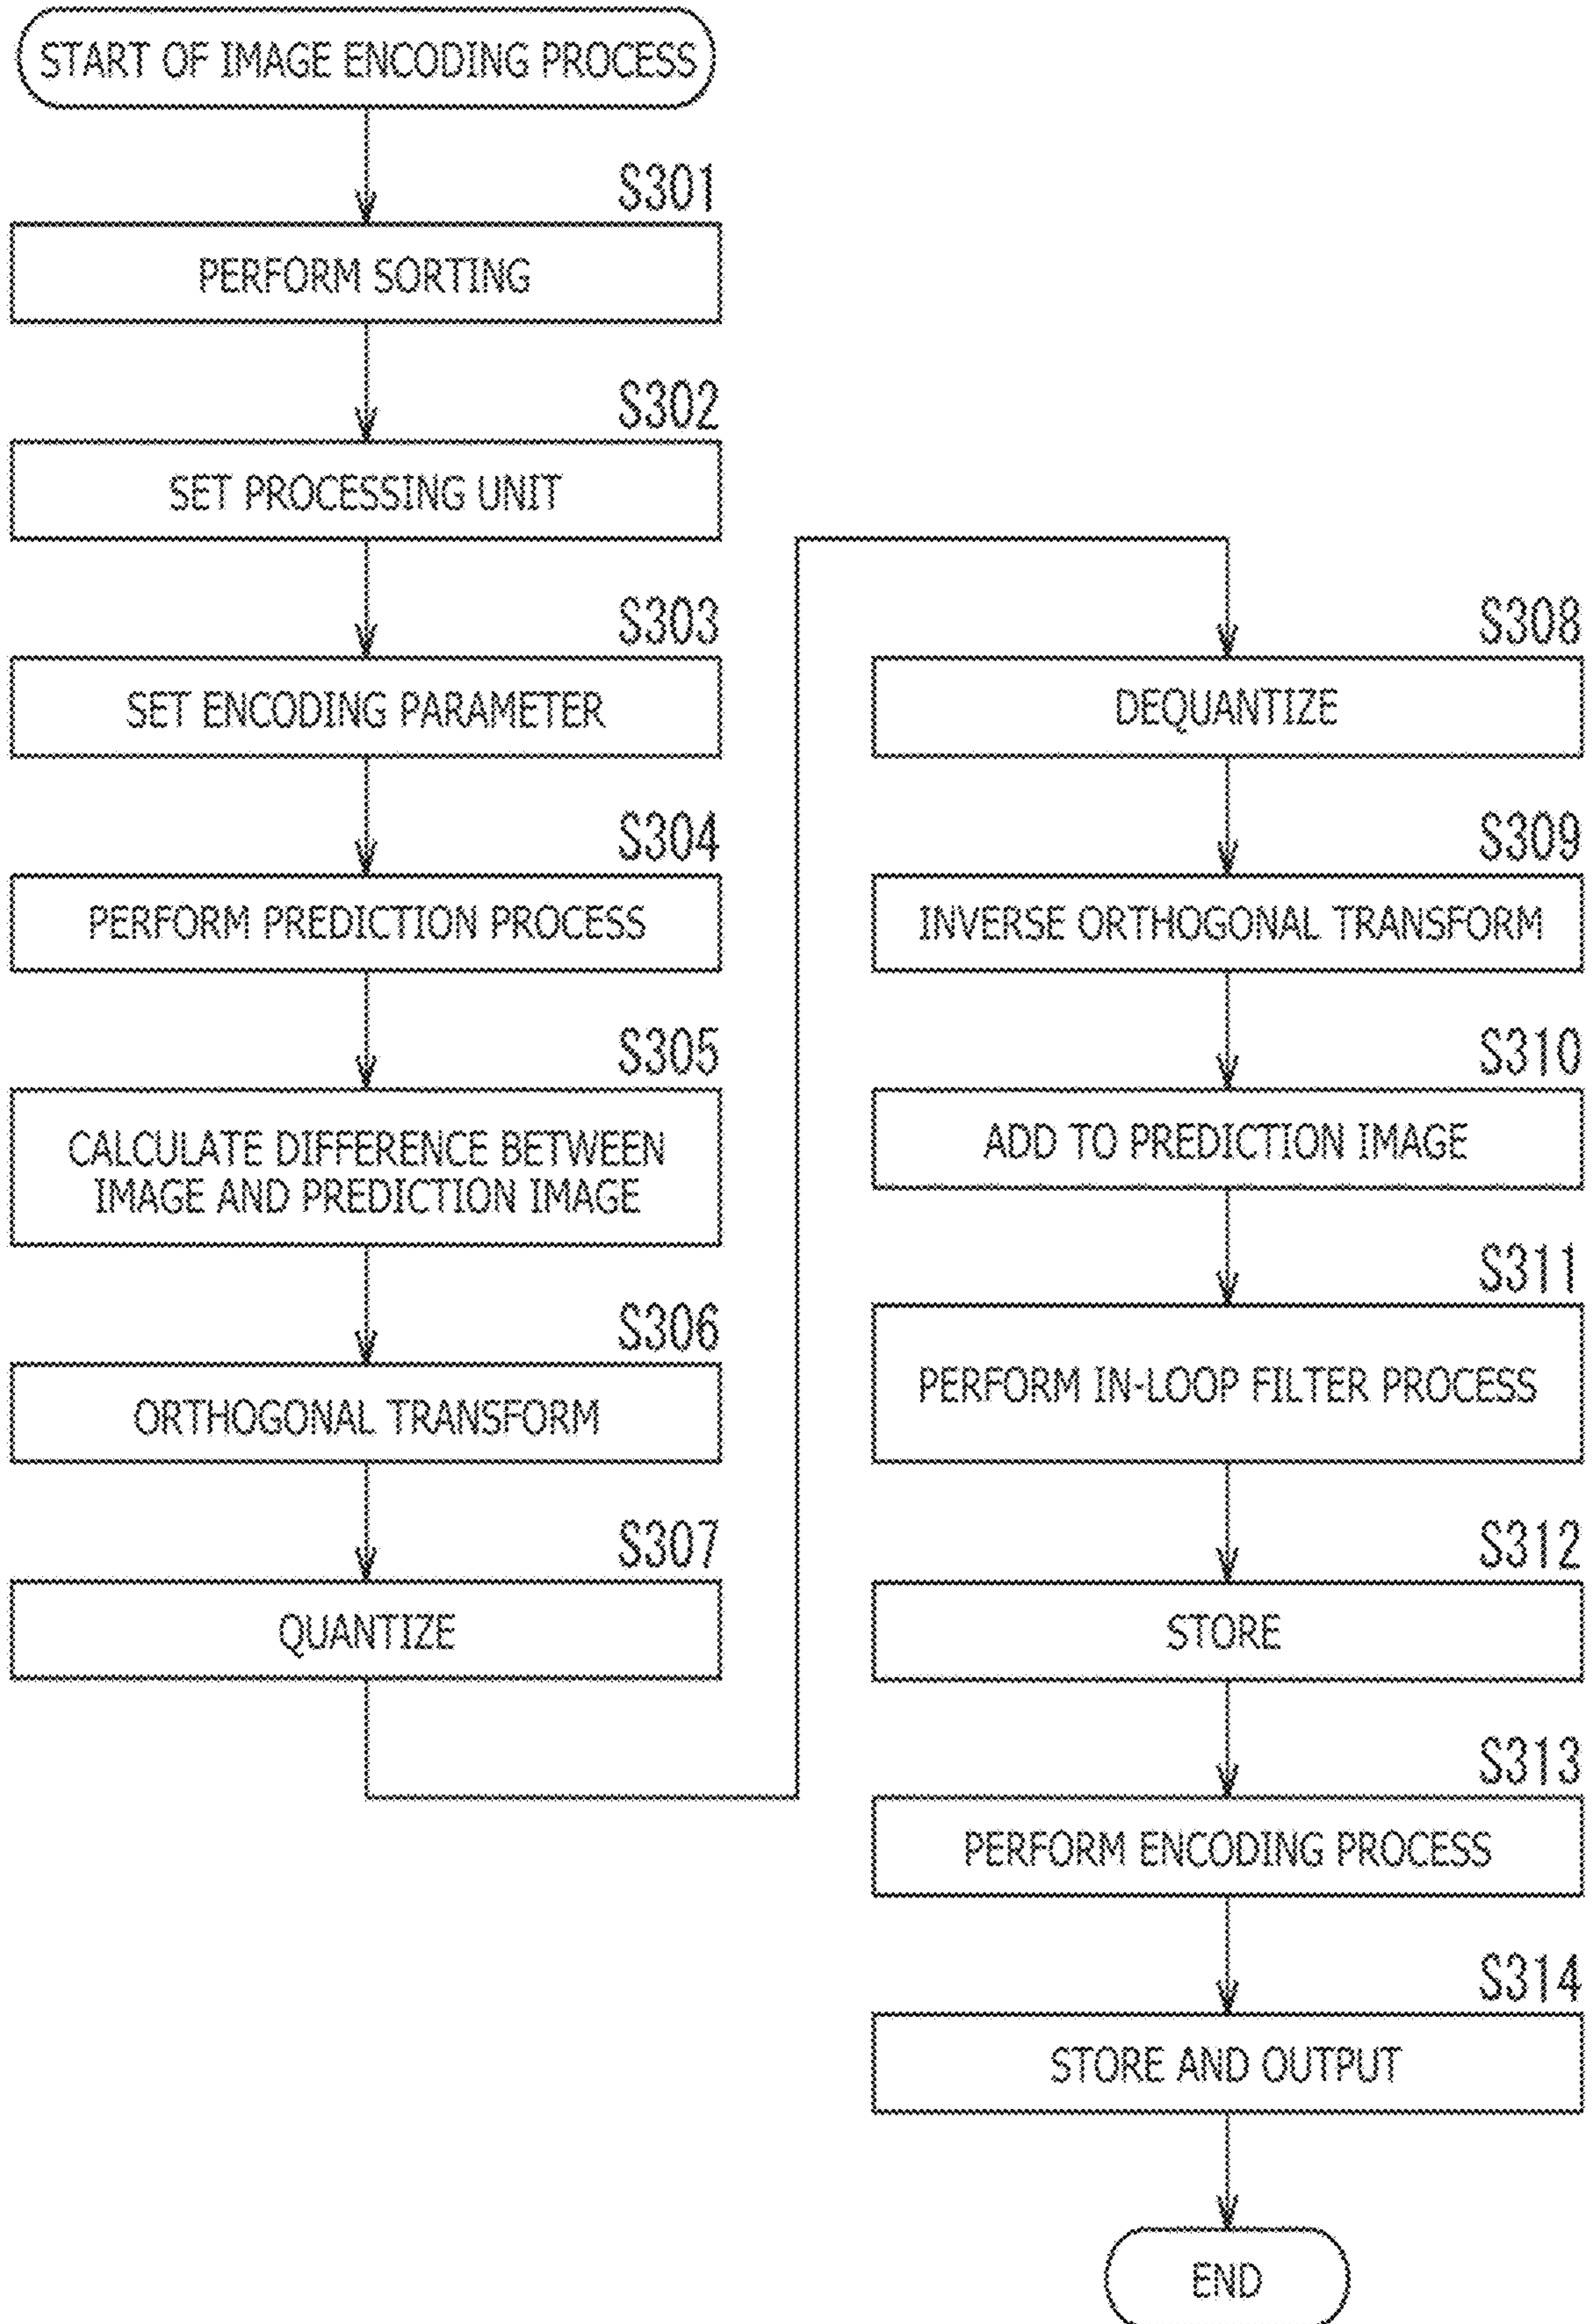 START OF IMAGE ENCODING PROCESS
S301
PERFORM SORTING
S302
SET PROCESSING UNIT
S303
SET ENCODING PARAMETER
S304
PERFORM PREDICTION PROCESS
S305
CALCULATE DIFFERENCE BETWEEN
IMAGE AND PREDICTION IMAGE
S306
ORTHOGONAL TRANSFORM
S307
QUANTIZE
S308
DEQUANTIZE
S309
INVERSE ORTHOGONAL TRANSFORM
S310
ADD TO PREDICTION IMAGE
S311
PERFORM IN-LOOP FILTER PROCESS
S312
STORE
S313
PERFORM ENCODING PROCESS
S314
STORE AND OUTPUT
END